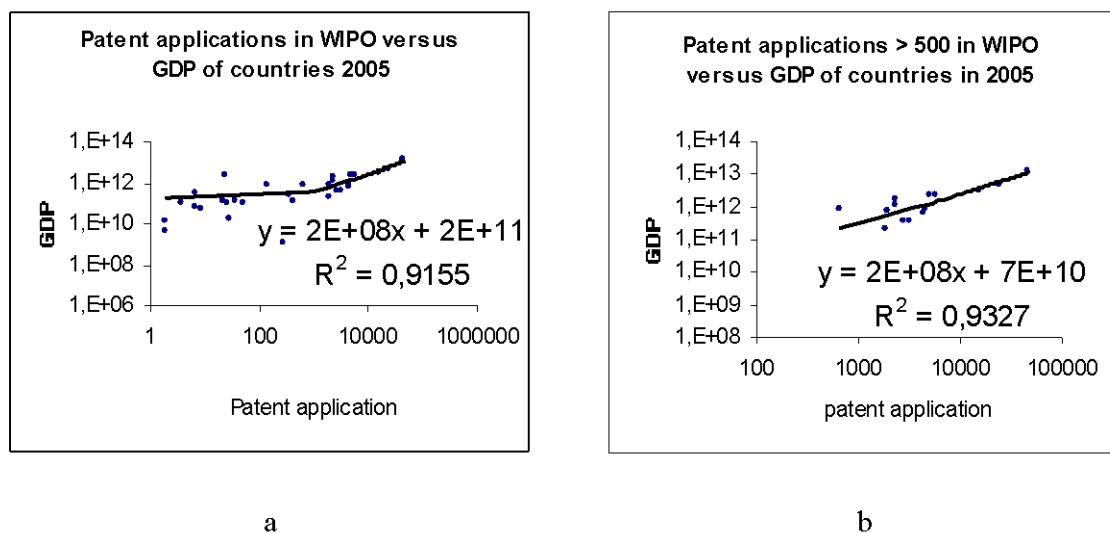 Patent applications in WIPO versus
GDP of countries 2005
GDP
1,E+14
1,E+12
1,E+10
1,E+08
1,E+06
y = 2E+08x + 2E+11
R² = 0,9155
1 100 10000 1000000
Patent application
a
Patent applications > 500 in WIPO
versus GDP of countries in 2005
GDP
1,E+14
1,E+13
1,E+12
1,E+11
1,E+10
1,E+09
1,E+08
y = 2E+08x + 7E+10
R² = 0,9327
100 1000 10000 100000
patent application
b